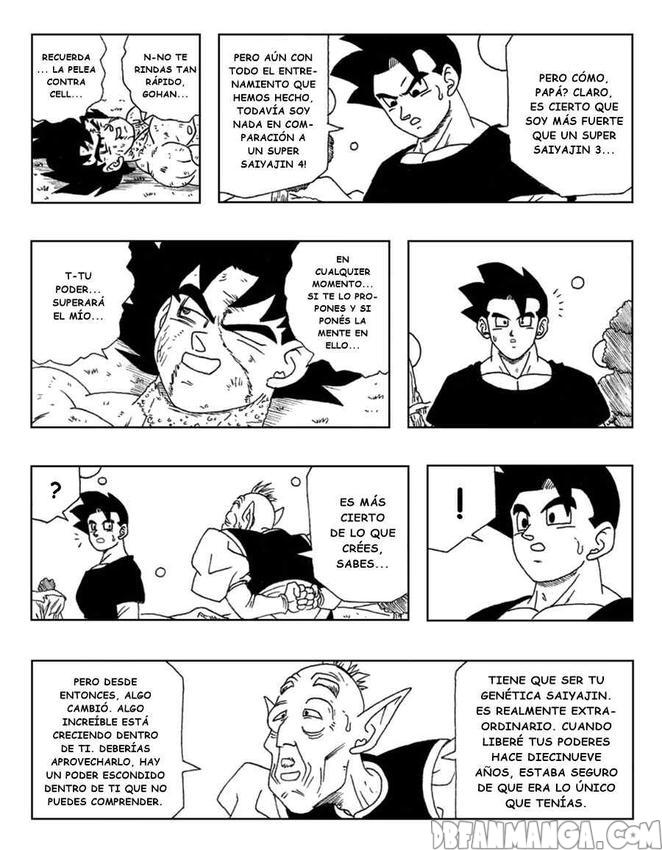 PERO CÓMO,
PAPÁ? CLARO,
ES CIERTO QUE
SOY MÁS FUERTE
QUE UN SUPER
SAIYAJIN 3...
PERO AÚN CON
TODO EL ENTRE-
NAMIENTO QUE
HEMOS HECHO,
TODAVÍA SOY
NADA EN COM-
PARACIÓN A
UN SUPER
SAIYAJIN 4!
N-NO TE
RINDAS TAN
RÁPIDO,
GOHAN...
RECUERDA
... LA PELEA
CONTRA
CELL...
EN
CUALQUIER
MOMENTO...
SI TE LO PRO-
PONES Y SI
PONÉS LA
MENTE EN
ELLO...
T-TU
PODER...
SUPERARÁ
EL MÍO...
!
ES MÁS
CIERTO
DE LO QUE
CRÉES,
SABES...
?
TIENE QUE SER TU
GENÉTICA SAIYAJIN.
ES REALMENTE EXTRA-
ORDINARIO. CUANDO
LIBERÉ TUS PODERES
HACE DIECINUEVE
AÑOS, ESTABA SEGURO
DE QUE ERA LO ÚNICO
QUE TENÍAS.
PERO DESDE
ENTONCES, ALGO
CAMBIÓ. ALGO
INCREÍBLE ESTÁ
CRECIENDO DENTRO
DE TI. DEBERÍAS
APROVECHARLO, HAY
UN PODER ESCONDIDO
DENTRO DE TI QUE NO
PUEDES COMPRENDER.
DBFANMANGA.COM